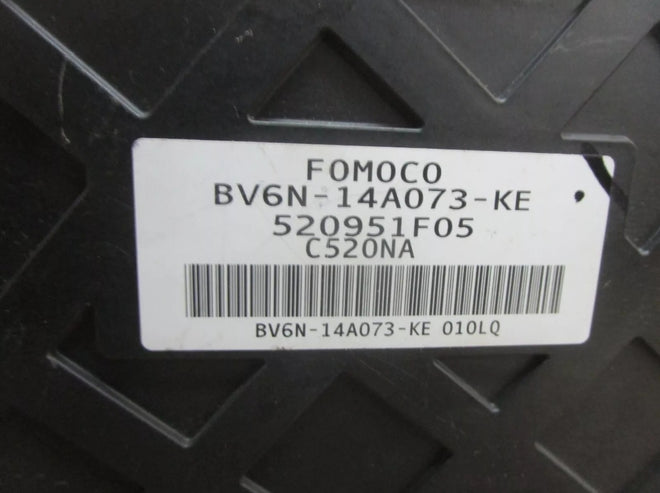 FOMOCO
BV6N-14A073-KE
520951F05
C520NA
BV6N-14A073-KE 010LQ